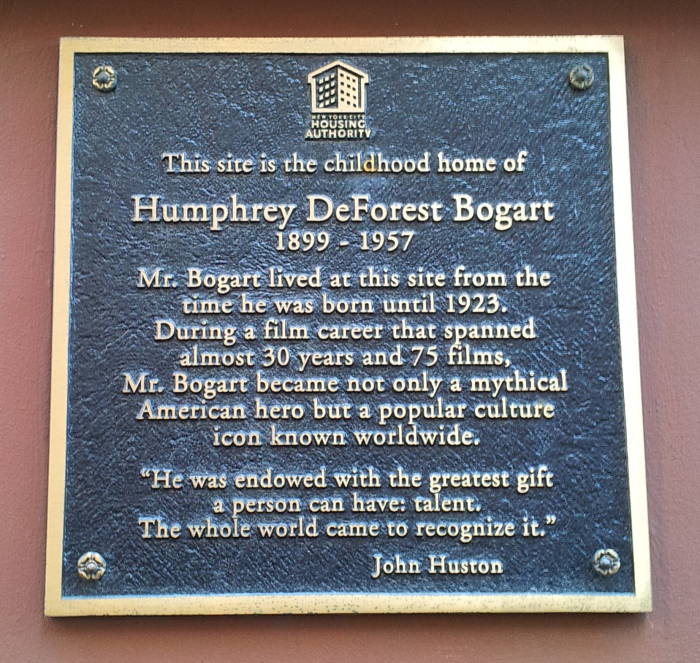 NEW YORK CITY
HOUSING
AUTHORITY
This site is the childhood home of
Humphrey DeForest Bogart
1899 - 1957
Mr. Bogart lived at this site from the
time he was born until 1923.
During a film career that spanned
almost 30 years and 75 films,
Mr. Bogart became not only a mythical
American hero but a popular culture
icon known worldwide.
“He was endowed with the greatest gift
a person can have: talent.
The whole world came to recognize it.”
John Huston